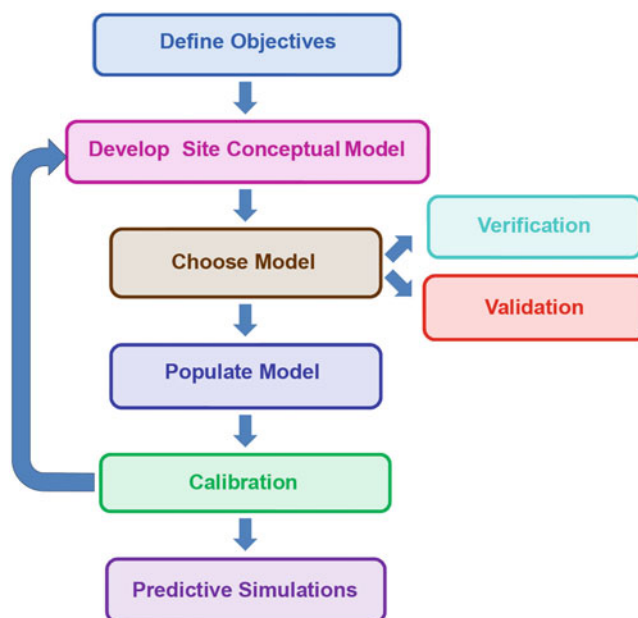 Define Objectives
Develop Site Conceptual Model
Choose Model
Verification
Validation
Populate Model
Calibration
Predictive Simulations